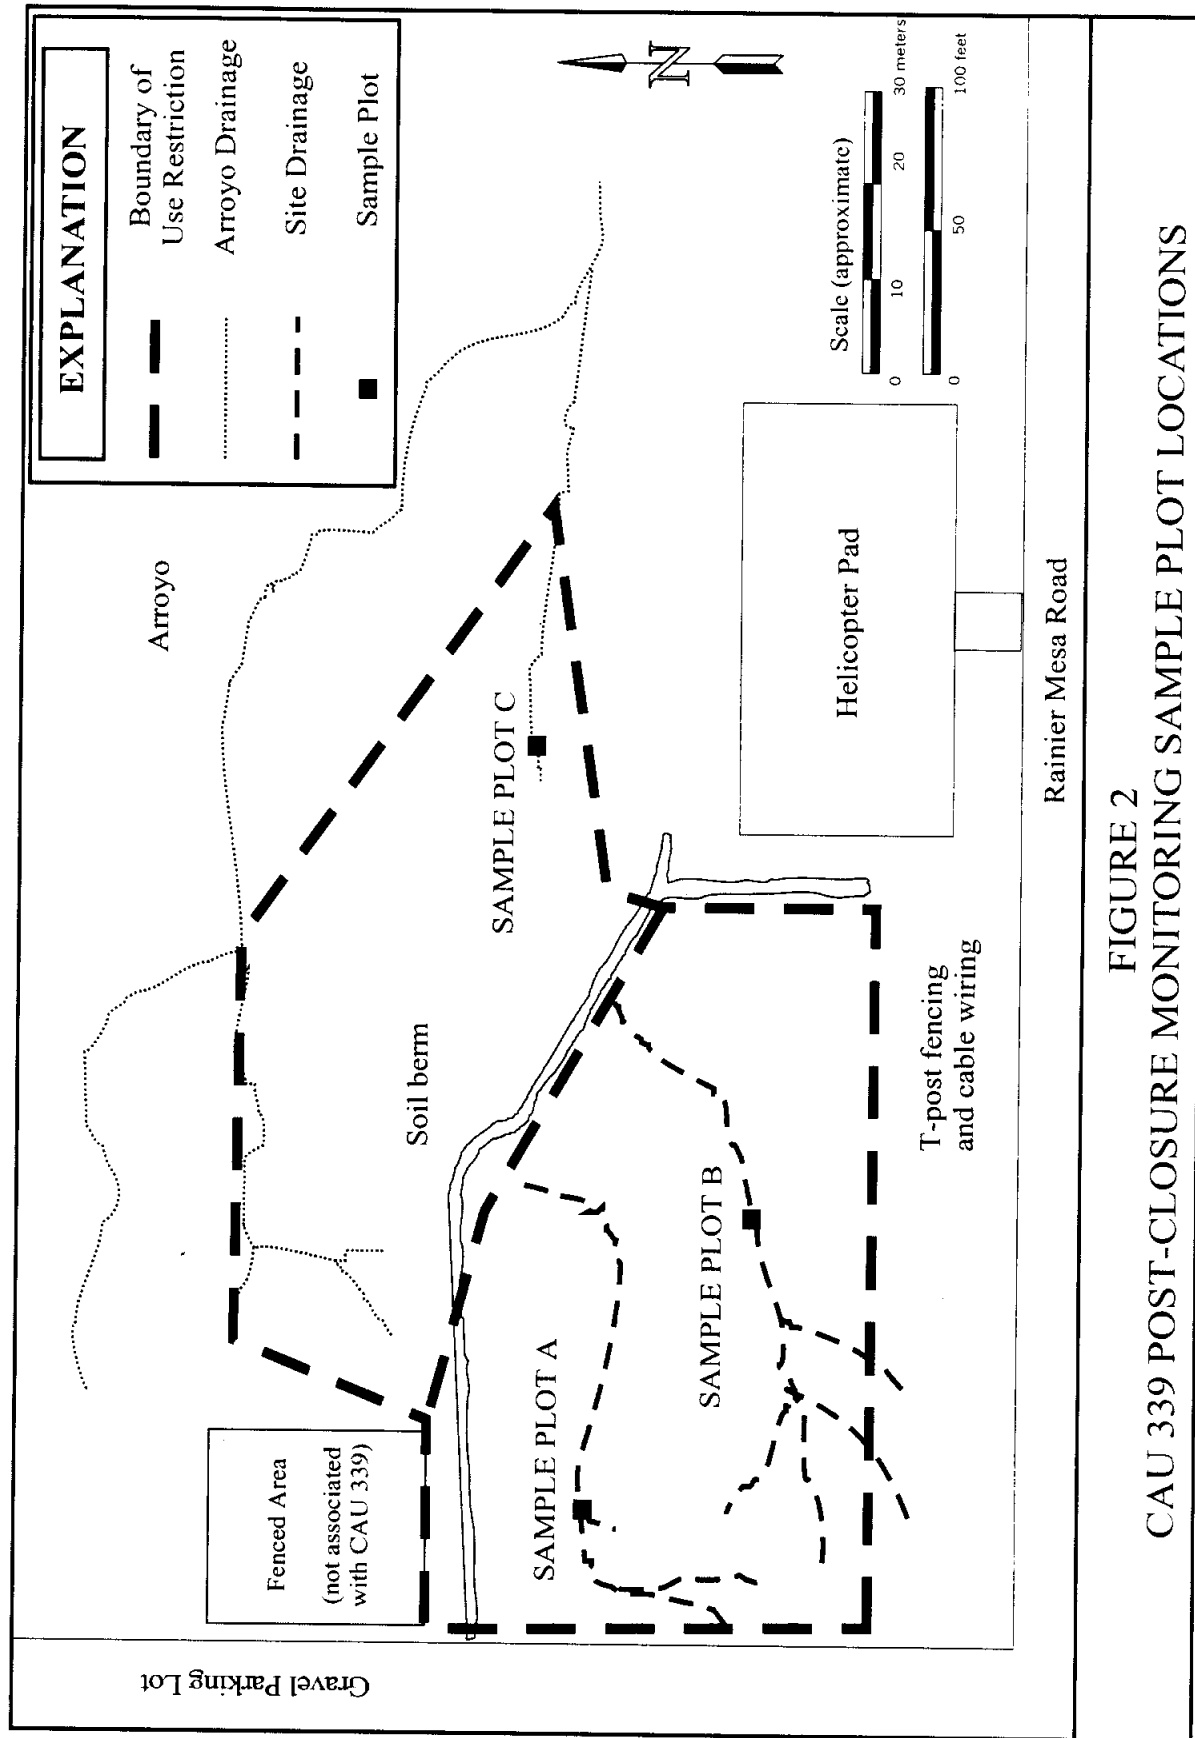 EXPLANATION
Boundary of
Use Restriction
Arroyo Drainage
Site Drainage
Sample Plot
Arroyo
N
Scale (approximate)
0 10 20 30 meters
0 50 100 feet
Fenced Area
(not associated
with CAU 339)
Gravel Parking Lot
Soil berm
SAMPLE PLOT A
SAMPLE PLOT B
SAMPLE PLOT C
T-post fencing
and cable wiring
Helicopter Pad
Rainier Mesa Road
FIGURE 2
CAU 339 POST-CLOSURE MONITORING SAMPLE PLOT LOCATIONS